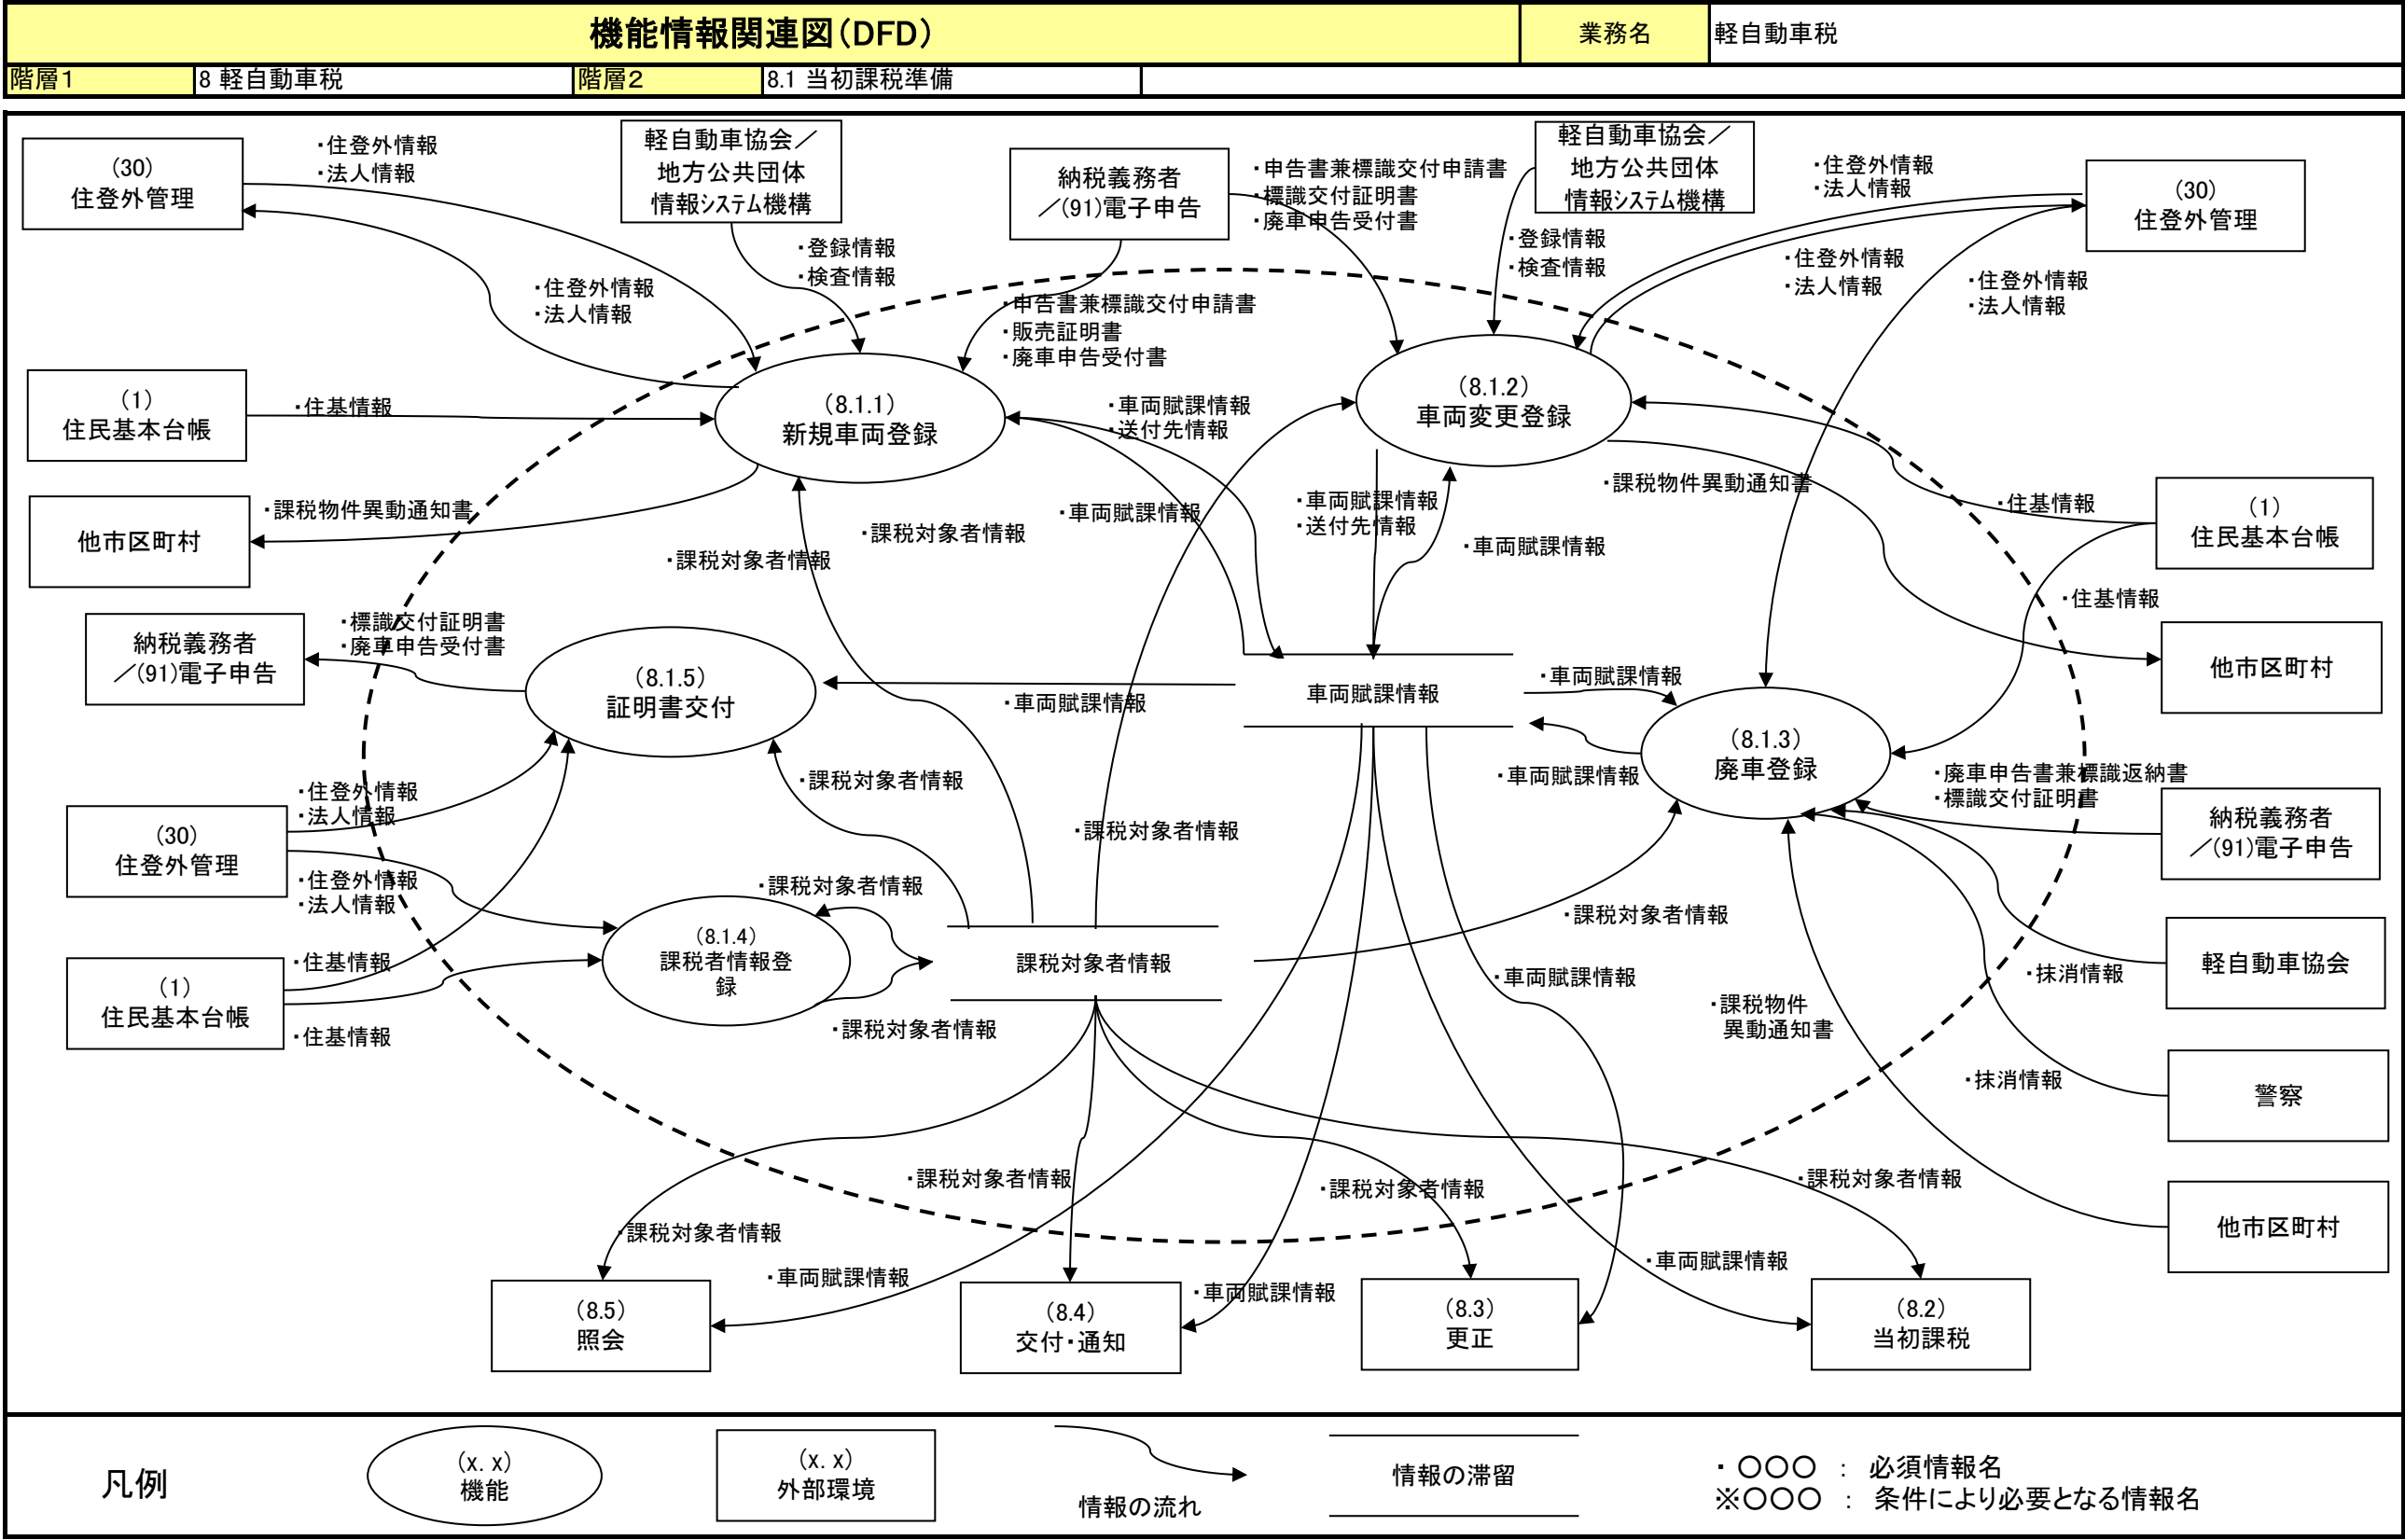 機能情報関連図(DFD)
業務名
軽自動車税
階層1
8 軽自動車税
階層2
8.1 当初課税準備
(30)
住登外管理
・住登外情報
・法人情報
軽自動車協会／
地方公共団体
情報システム機構
納税義務者
／(91)電子申告
・申告書兼標識交付申請書
・標識交付証明書
・廃車申告受付書
軽自動車協会／
地方公共団体
情報システム機構
・住登外情報
・法人情報
(30)
住登外管理
・登録情報
・検査情報
・登録情報
・検査情報
・住登外情報
・法人情報
・住登外情報
・法人情報
・住登外情報
・法人情報
・申告書兼標識交付申請書
・販売証明書
・廃車申告受付書
(1)
住民基本台帳
・住基情報
(8.1.1)
新規車両登録
・車両賦課情報
・送付先情報
(8.1.2)
車両変更登録
他市区町村
・課税物件異動通知書
・課税対象者情報
・課税対象者情報
・車両賦課情報
・車両賦課情報
・送付先情報
・車両賦課情報
・課税物件異動通知書
・住基情報
(1)
住民基本台帳
・住基情報
納税義務者
／(91)電子申告
・標識交付証明書
・廃車申告受付書
(8.1.5)
証明書交付
・車両賦課情報
車両賦課情報
・車両賦課情報
他市区町村
(8.1.3)
廃車登録
・車両賦課情報
・課税対象者情報
・廃車申告書兼標識返納書
・標識交付証明書
納税義務者
／(91)電子申告
(30)
住登外管理
・住登外情報
・法人情報
・住登外情報
・法人情報
・課税対象者情報
・課税対象者情報
・課税対象者情報
(8.1.4)
課税者情報登
録
課税対象者情報
・車両賦課情報
・抹消情報
軽自動車協会
(1)
住民基本台帳
・住基情報
・住基情報
・課税対象者情報
・課税物件
異動通知書
・抹消情報
警察
・課税対象者情報
・課税対象者情報
・課税対象者情報
・課税対象者情報
他市区町村
・車両賦課情報
・車両賦課情報
・車両賦課情報
(8.5)
照会
(8.4)
交付・通知
(8.3)
更正
(8.2)
当初課税
凡例
(x. x)
機能
(x. x)
外部環境
情報の流れ
情報の滞留
・ ○○○ ： 必須情報名
※○○○ ： 条件により必要となる情報名